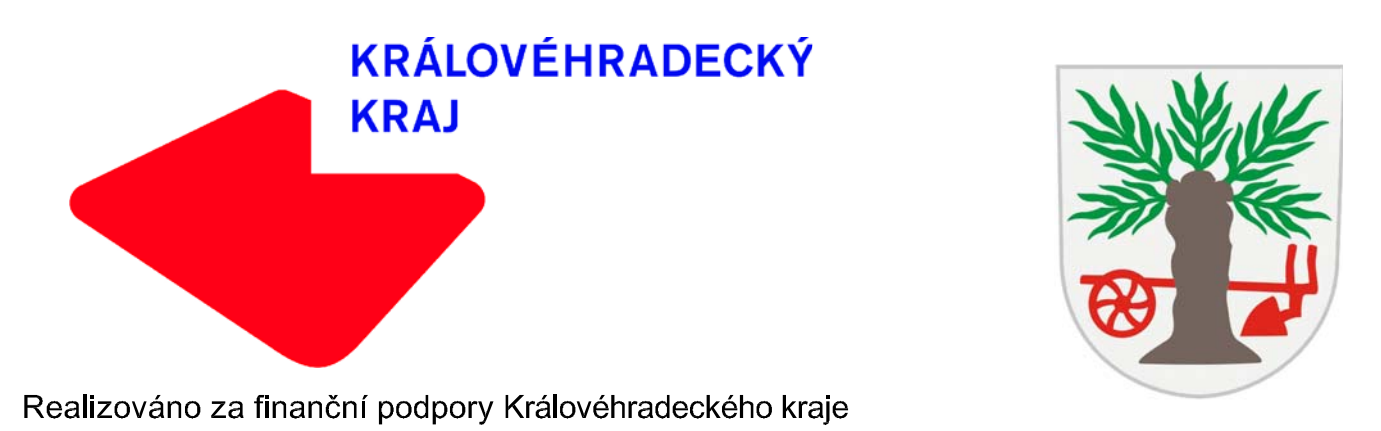 KRÁLOVÉHRADECKÝ
KRAJ
Realizováno za finanční podpory Královéhradeckého kraje